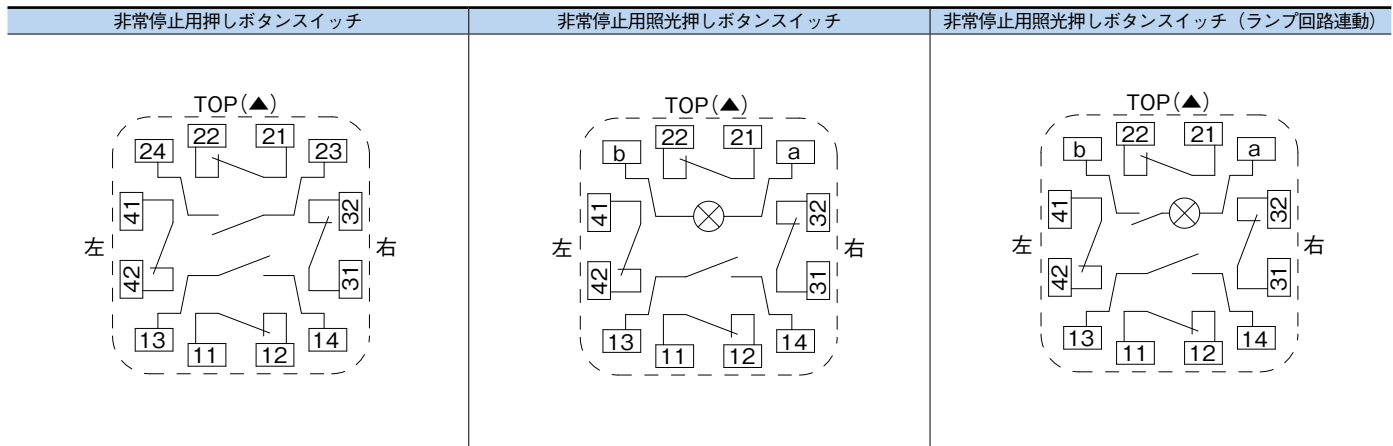 非常停止用押しボタンスイッチ
非常停止用照光押しボタンスイッチ
非常停止用照光押しボタンスイッチ（ランプ回路連動）
TOP(▲)
22 21
24 23
41 32
左 右
42 31
13 14
11 12
TOP(▲)
22 21
b a
41 32
左 右
42 31
13 14
11 12
TOP(▲)
22 21
b a
41 32
左 右
42 31
13 14
11 12